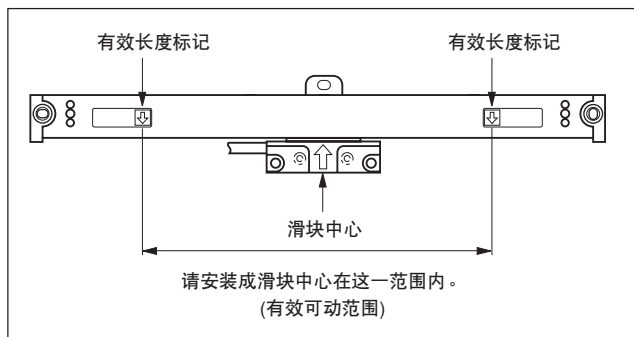 有效长度标记
有效长度标记
滑块中心
请安装成滑块中心在这一范围内。
(有效可动范围)